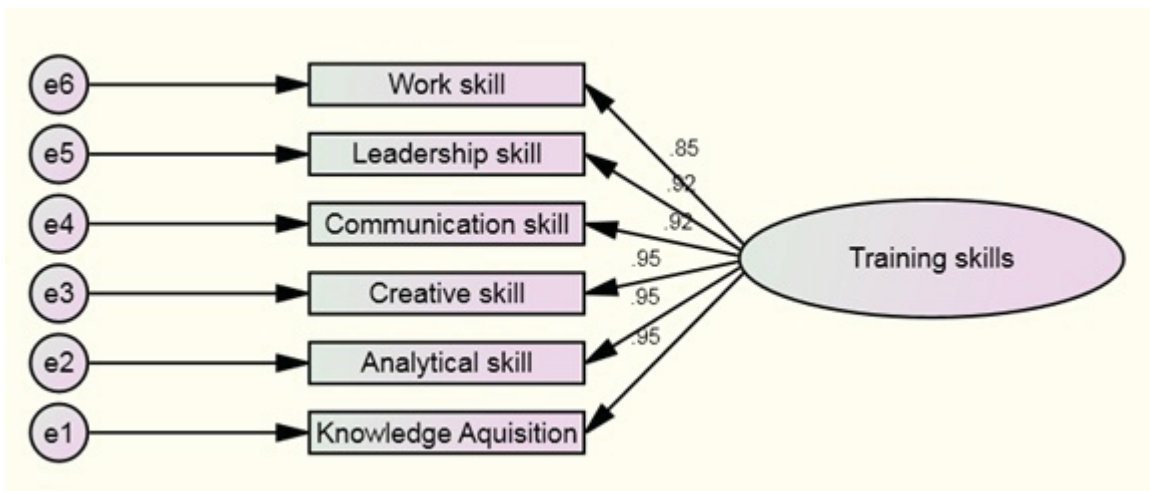 e6
Work skill
.85
e5
Leadership skill
.92
e4
Communication skill
.92
Training skills
e3
Creative skill
.95
e2
Analytical skill
.95
e1
Knowledge Aquisition
.95